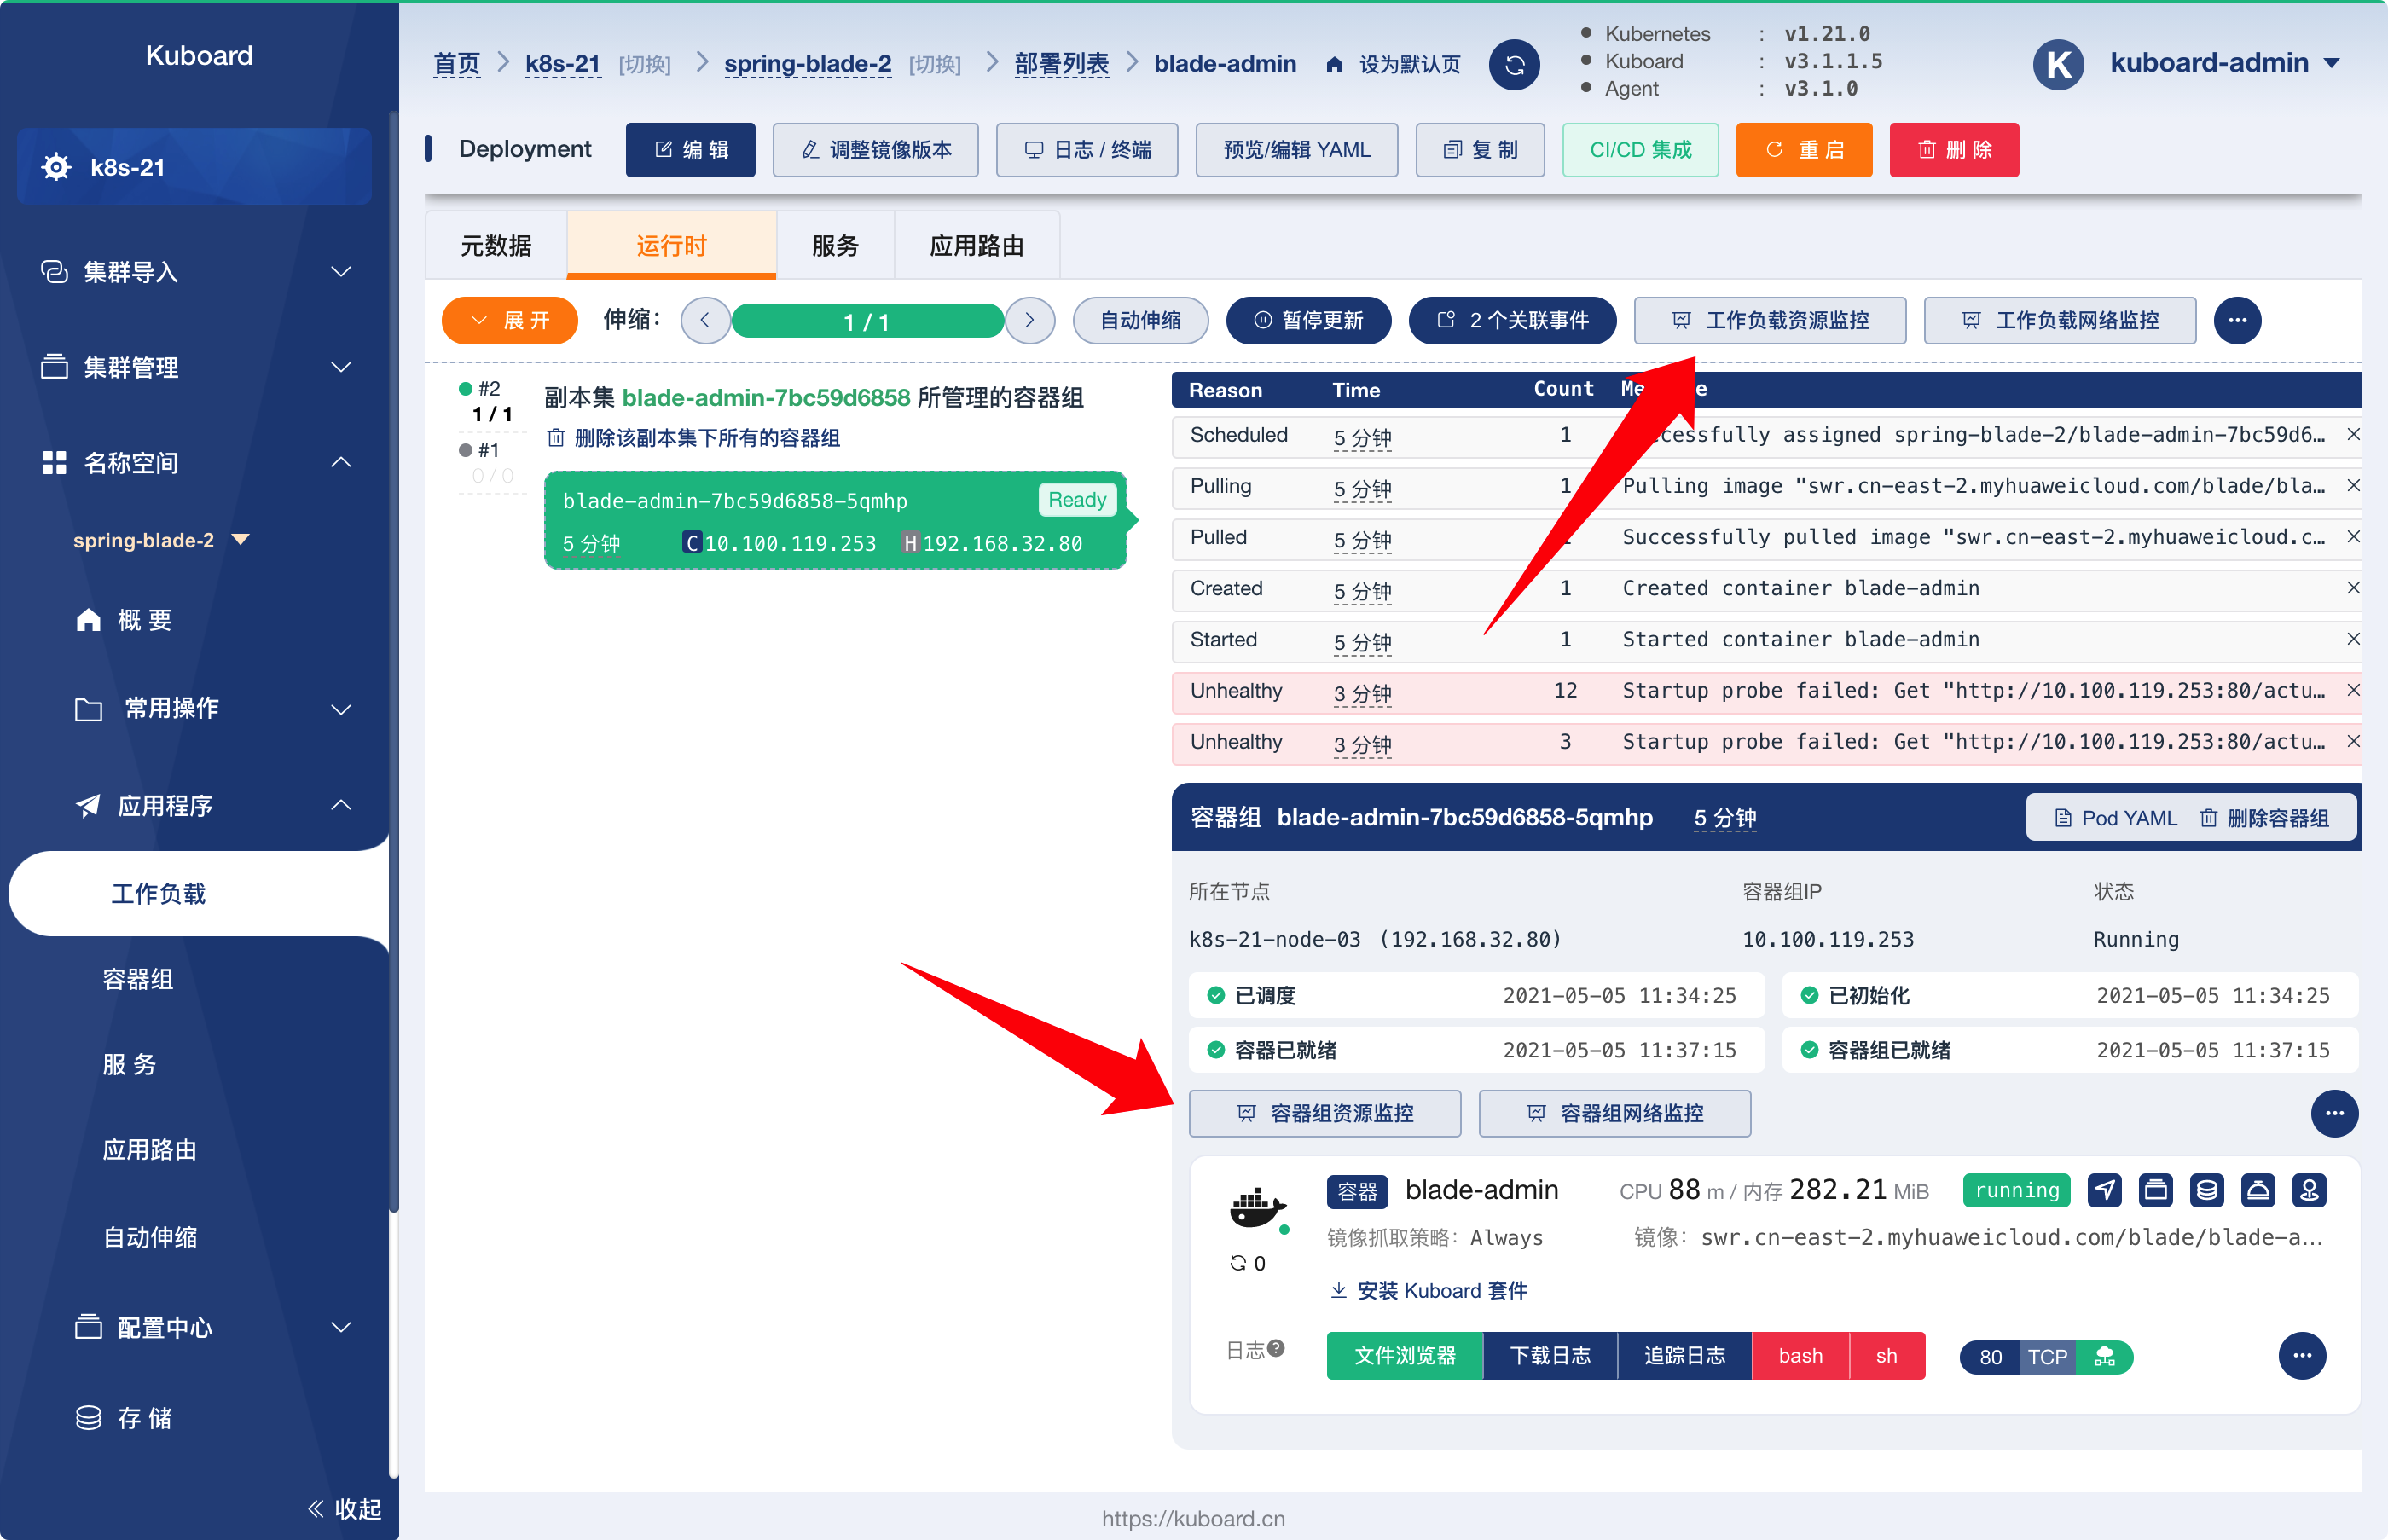 Kuboard
k8s-21
集群导入
集群管理
名称空间
spring-blade-2
概 要
常用操作
应用程序
工作负载
容器组
服 务
应用路由
自动伸缩
配置中心
存 储
收起
首页 k8s-21 [切换] spring-blade-2 [切换] 部署列表 blade-admin 设为默认页
Kubernetes : v1.21.0
Kuboard : v3.1.1.5
Agent : v3.1.0
K kuboard-admin
Deployment 编 辑 调整镜像版本 日志 / 终端 预览/编辑 YAML 复 制 CI/CD 集成 重 启 删 除
元数据 运行时 服务 应用路由
展 开 伸缩： 1 / 1 自动伸缩 暂停更新 2 个关联事件 工作负载资源监控 工作负载网络监控
#2
1 / 1
#1
0 / 0
副本集 blade-admin-7bc59d6858 所管理的容器组
删除该副本集下所有的容器组
blade-admin-7bc59d6858-5qmhp Ready
5 分钟 C 10.100.119.253 H 192.168.32.80
Reason Time Count
Scheduled 5 分钟 1 assigned spring-blade-2/blade-admin-7bc59d6...
Pulling 5 分钟 1 Pulling image "swr.cn-east-2.myhuaweicloud.com/blade/bla...
Pulled 5 分钟 Successfully pulled image "swr.cn-east-2.myhuaweicloud.c...
Created 5 分钟 1 Created container blade-admin
Started 5 分钟 1 Started container blade-admin
Unhealthy 3 分钟 12 Startup probe failed: Get "http://10.100.119.253:80/actu...
Unhealthy 3 分钟 3 Startup probe failed: Get "http://10.100.119.253:80/actu...
容器组 blade-admin-7bc59d6858-5qmhp 5 分钟 Pod YAML 删除容器组
所在节点 容器组IP 状态
k8s-21-node-03 (192.168.32.80) 10.100.119.253 Running
已调度 2021-05-05 11:34:25 已初始化 2021-05-05 11:34:25
容器已就绪 2021-05-05 11:37:15 容器组已就绪 2021-05-05 11:37:15
容器组资源监控 容器组网络监控
容器 blade-admin CPU 88 m / 内存 282.21 MiB running
镜像抓取策略： Always 镜像： swr.cn-east-2.myhuaweicloud.com/blade/blade-a...
0
安装 Kuboard 套件
日志 ? 文件浏览器 下载日志 追踪日志 bash sh 80 TCP
https://kuboard.cn